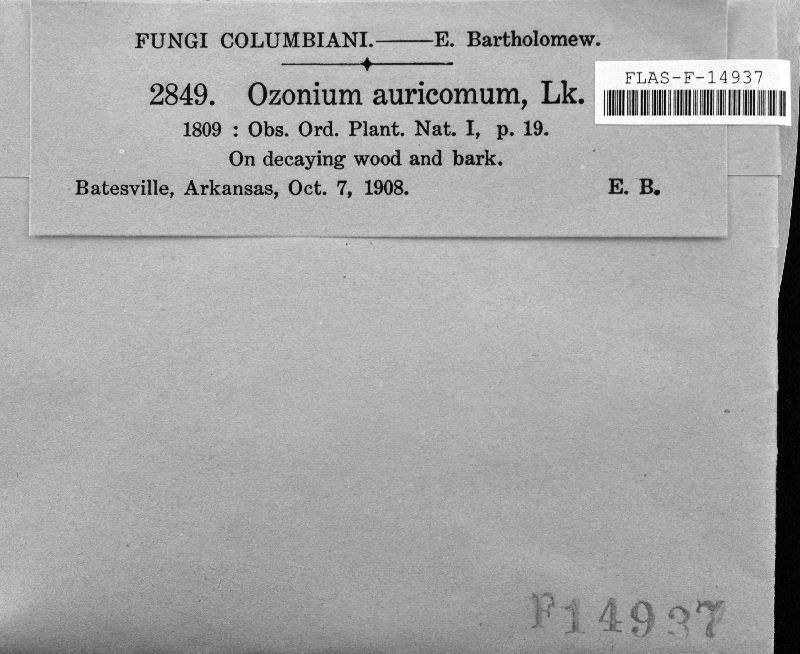 FUNGI COLUMBIANI.——E. Bartholomew.
FLAS-F-14937
2849. Ozonium auricomum, Lk.
1809 : Obs. Ord. Plant. Nat. I, p. 19.
On decaying wood and bark.
Batesville, Arkansas, Oct. 7, 1908. E. B.
F14937